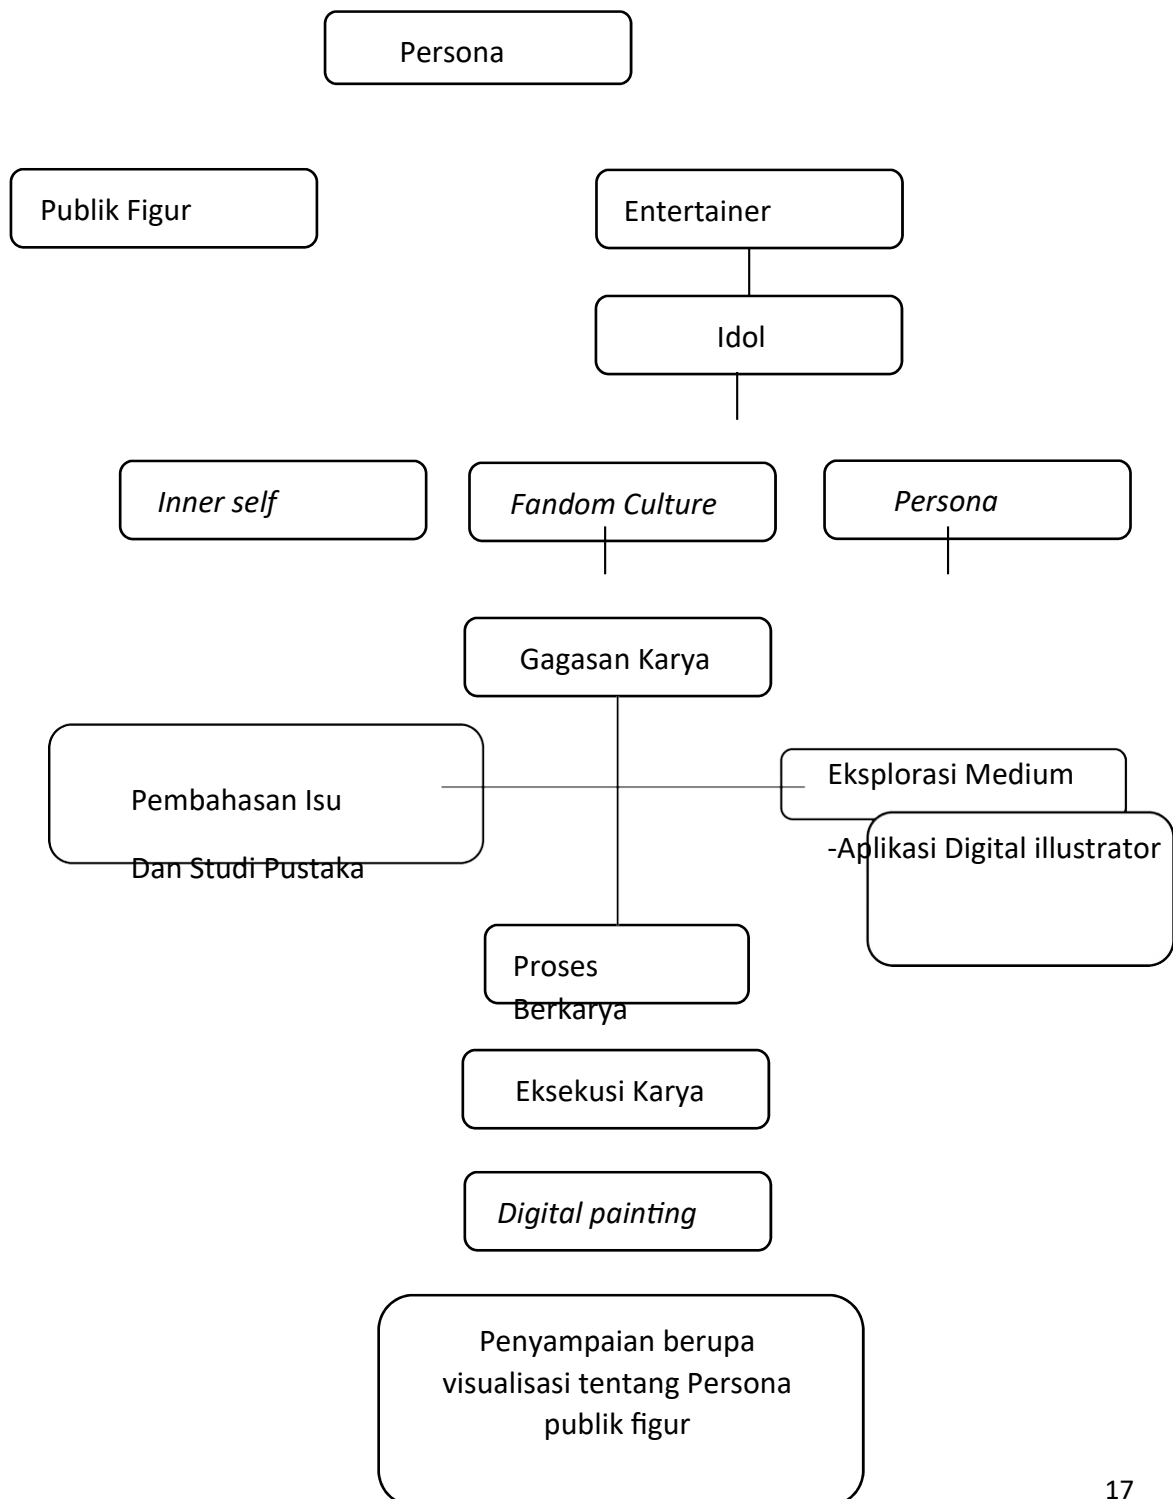 Persona
Publik Figur
Entertainer
Idol
Inner self
Fandom Culture
Persona
Gagasan Karya
Pembahasan Isu
Dan Studi Pustaka
Eksplorasi Medium
-Aplikasi Digital illustrator
Proses
Berkarya
Eksekusi Karya
Digital painting
Penyampaian berupa
visualisasi tentang Persona
publik figur
17